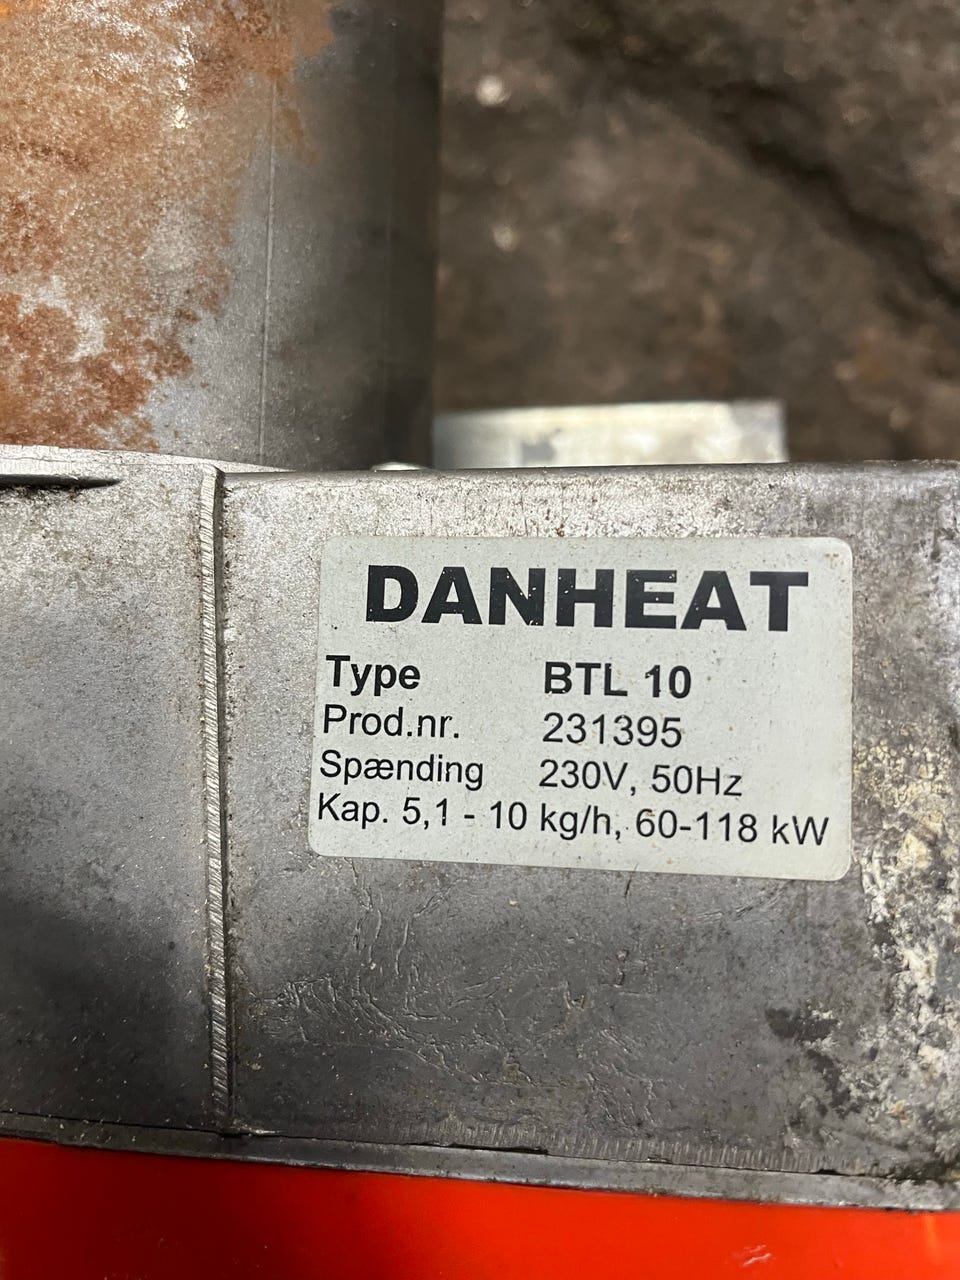 DANHEAT
Type BTL 10
Prod.nr. 231395
Spænding 230V, 50Hz
Kap. 5,1 - 10 kg/h, 60-118 kW